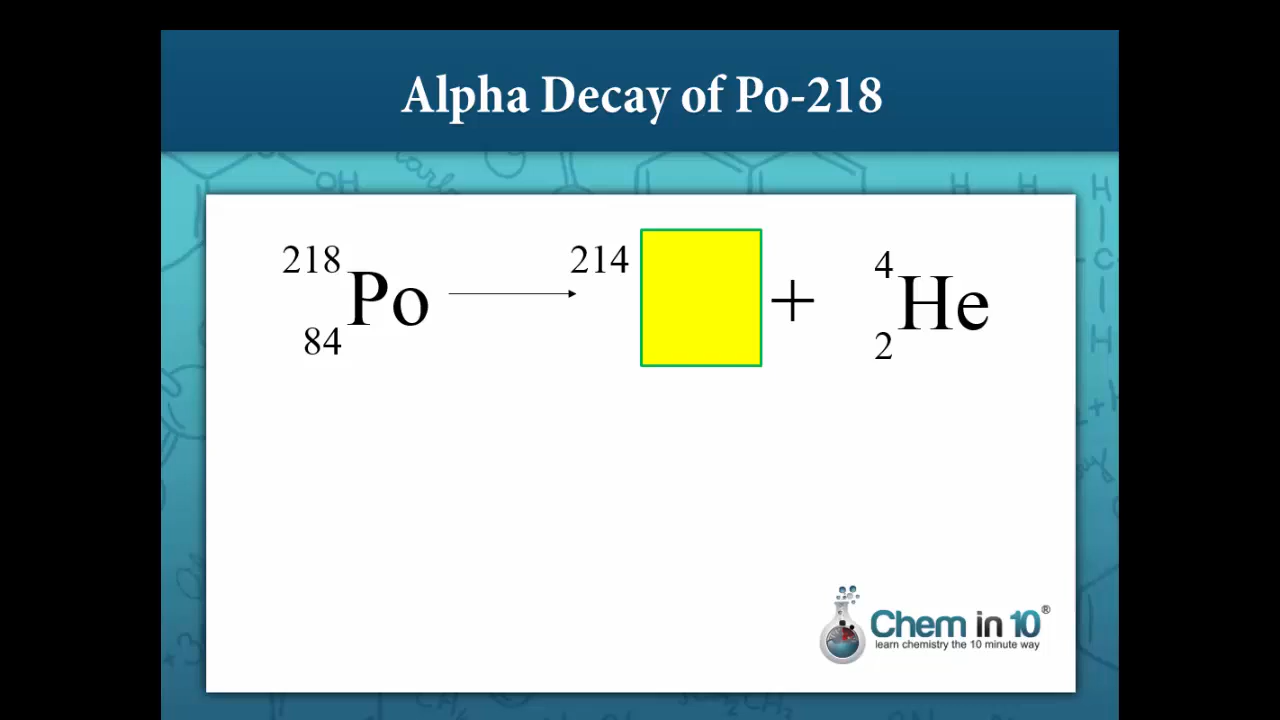 Alpha Decay of Po-218
218 Po 84 214 + 4 He 2
OH
H H H
C
H
Chem in 10®
learn chemistry the 10 minute way